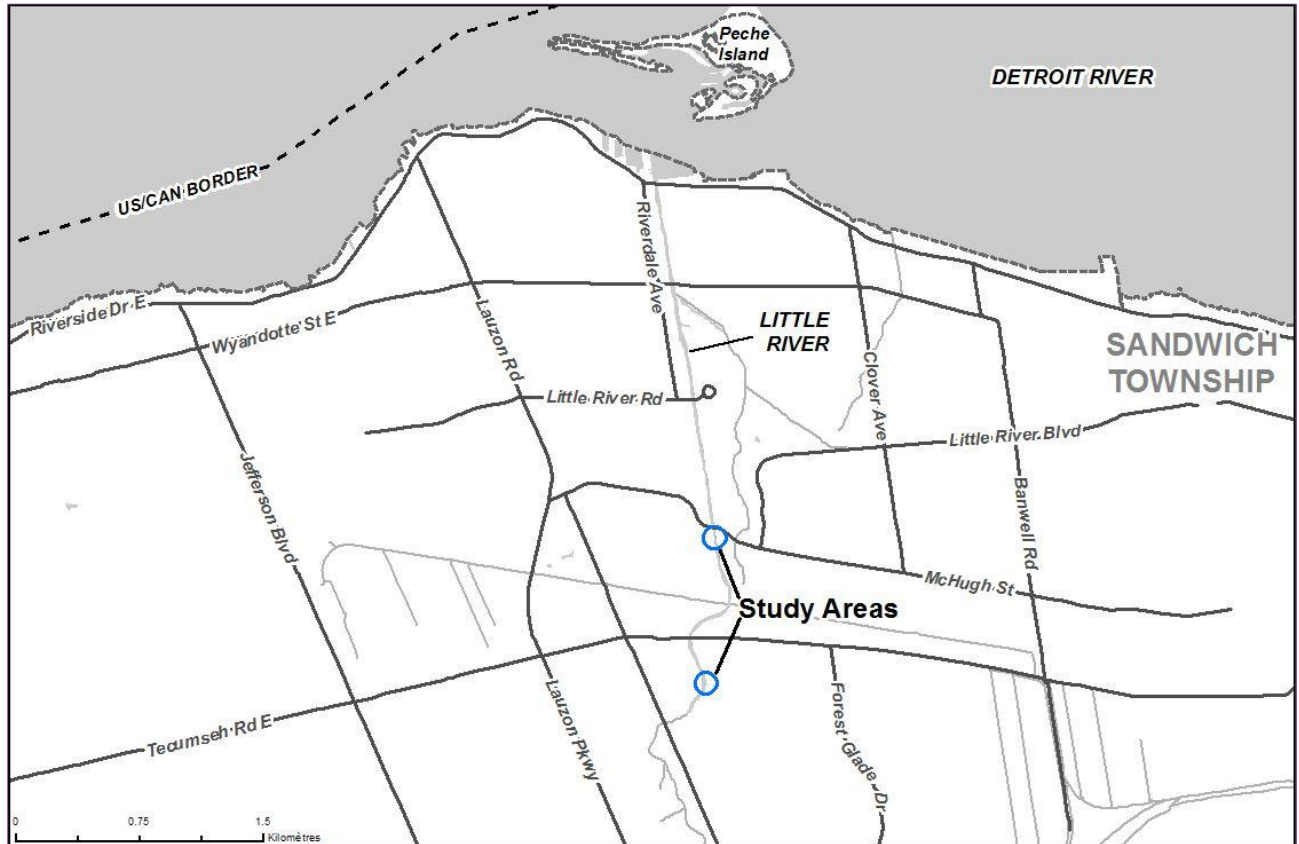 Peche
Island
DETROIT RIVER
US/CAN BORDER
Riverside Dr E
Wyandotte St E
Lauzon Rd
Riverdale Ave
LITTLE
RIVER
Clover Ave
SANDWICH
TOWNSHIP
Little River Rd
Little River Blvd
Jefferson Blvd
Banwell Rd
McHugh St
Study Areas
Tecumseh Rd E
Lauzon Pkwy
Forest Glade Dr
0 0.75 1.5
Kilometres